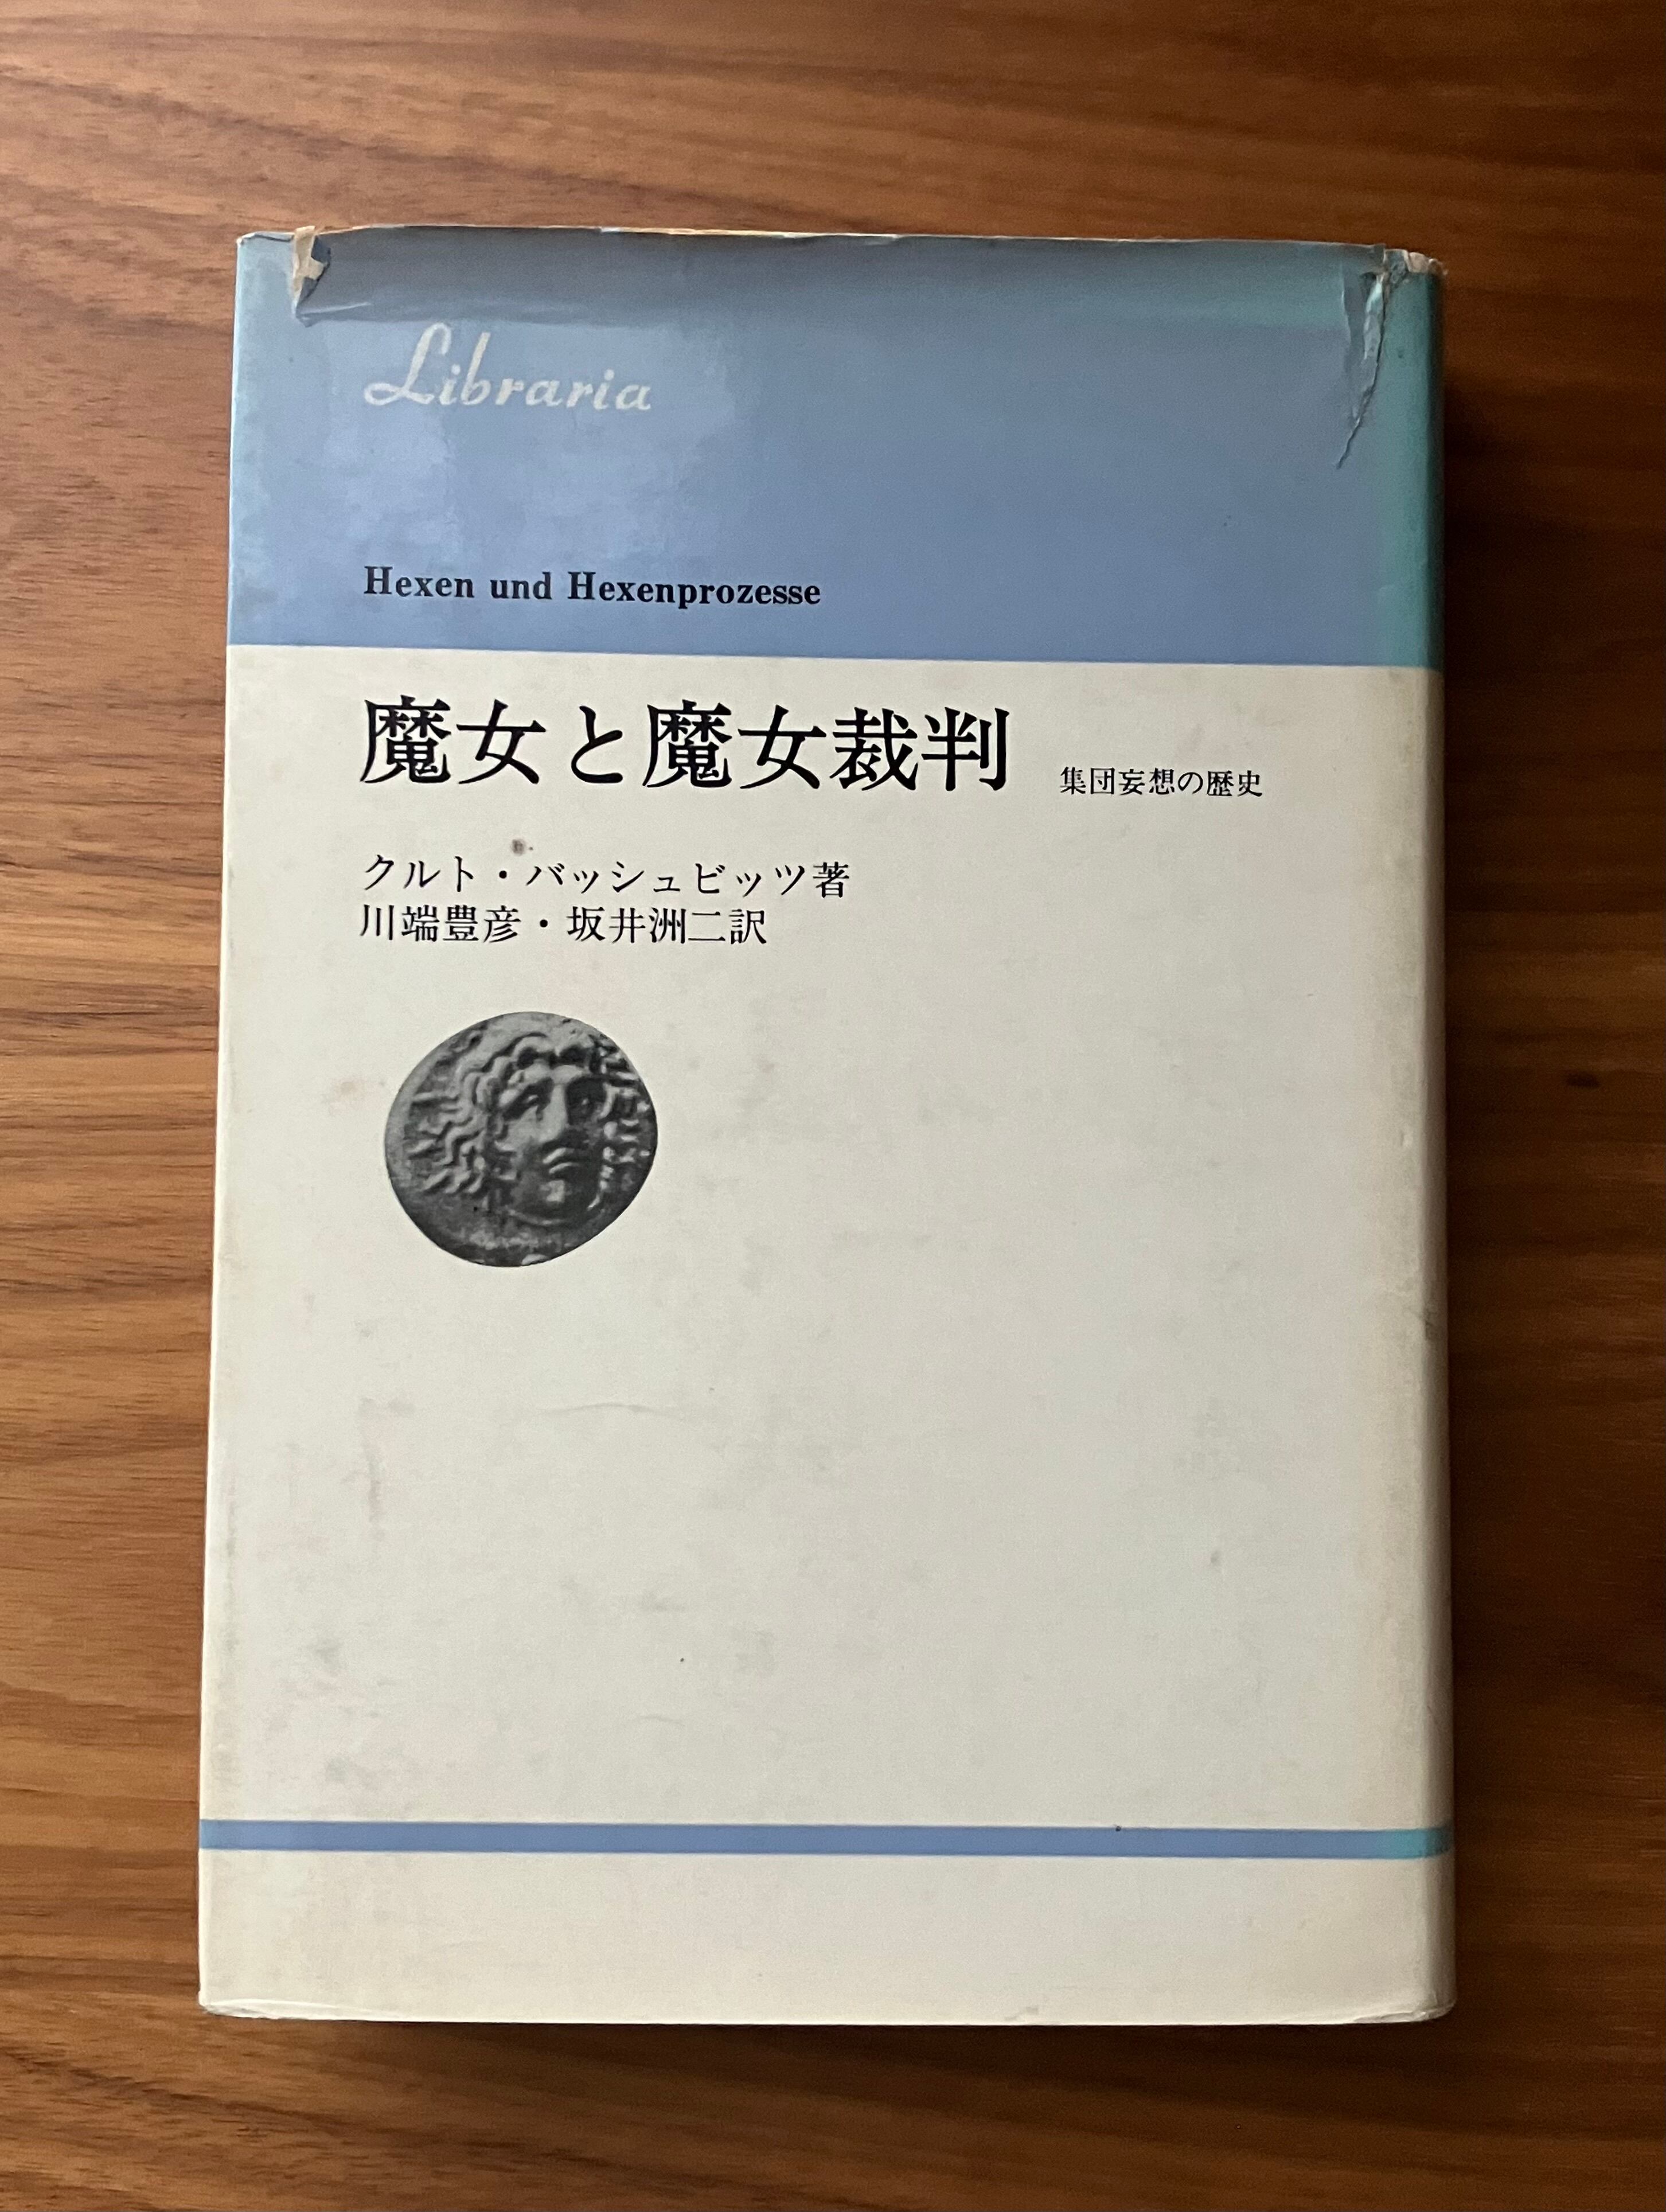 Libraria
Hexen und Hexenprozesse
魔女と魔女裁判 集団妄想の歴史
クルト・バッシュビッツ著
川端豊彦・坂井洲二訳